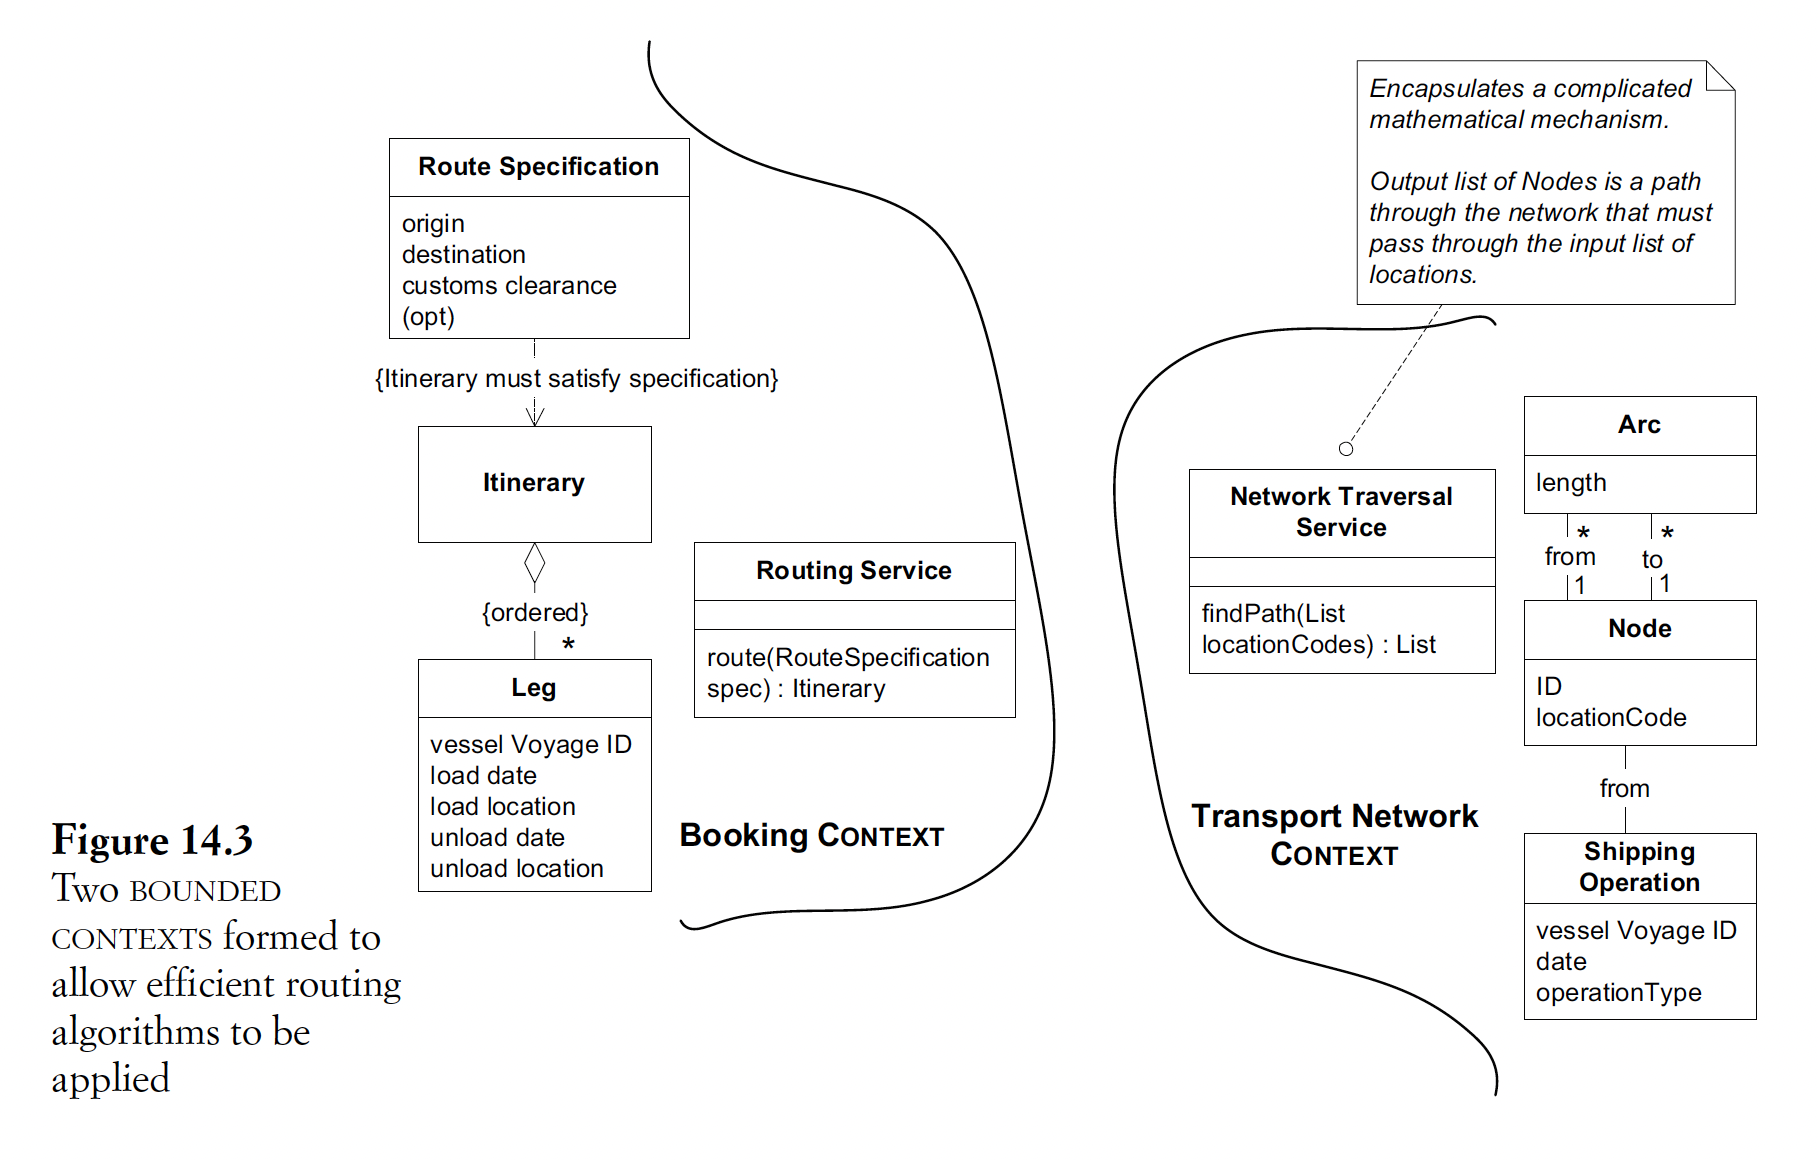 Route Specification
origin
destination
customs clearance
(opt)
{Itinerary must satisfy specification}
Itinerary
{ordered}
*
Leg
vessel Voyage ID
load date
load location
unload date
unload location
Routing Service
route(RouteSpecification
spec) : Itinerary
Booking CONTEXT
Encapsulates a complicated
mathematical mechanism.
Output list of Nodes is a path
through the network that must
pass through the input list of
locations.
Network Traversal
Service
findPath(List
locationCodes) : List
Transport Network
CONTEXT
Arc
length
* *
from to
1 1
Node
ID
locationCode
from
Shipping
Operation
vessel Voyage ID
date
operationType
Figure 14.3
Two BOUNDED
CONTEXTS formed to
allow efficient routing
algorithms to be
applied